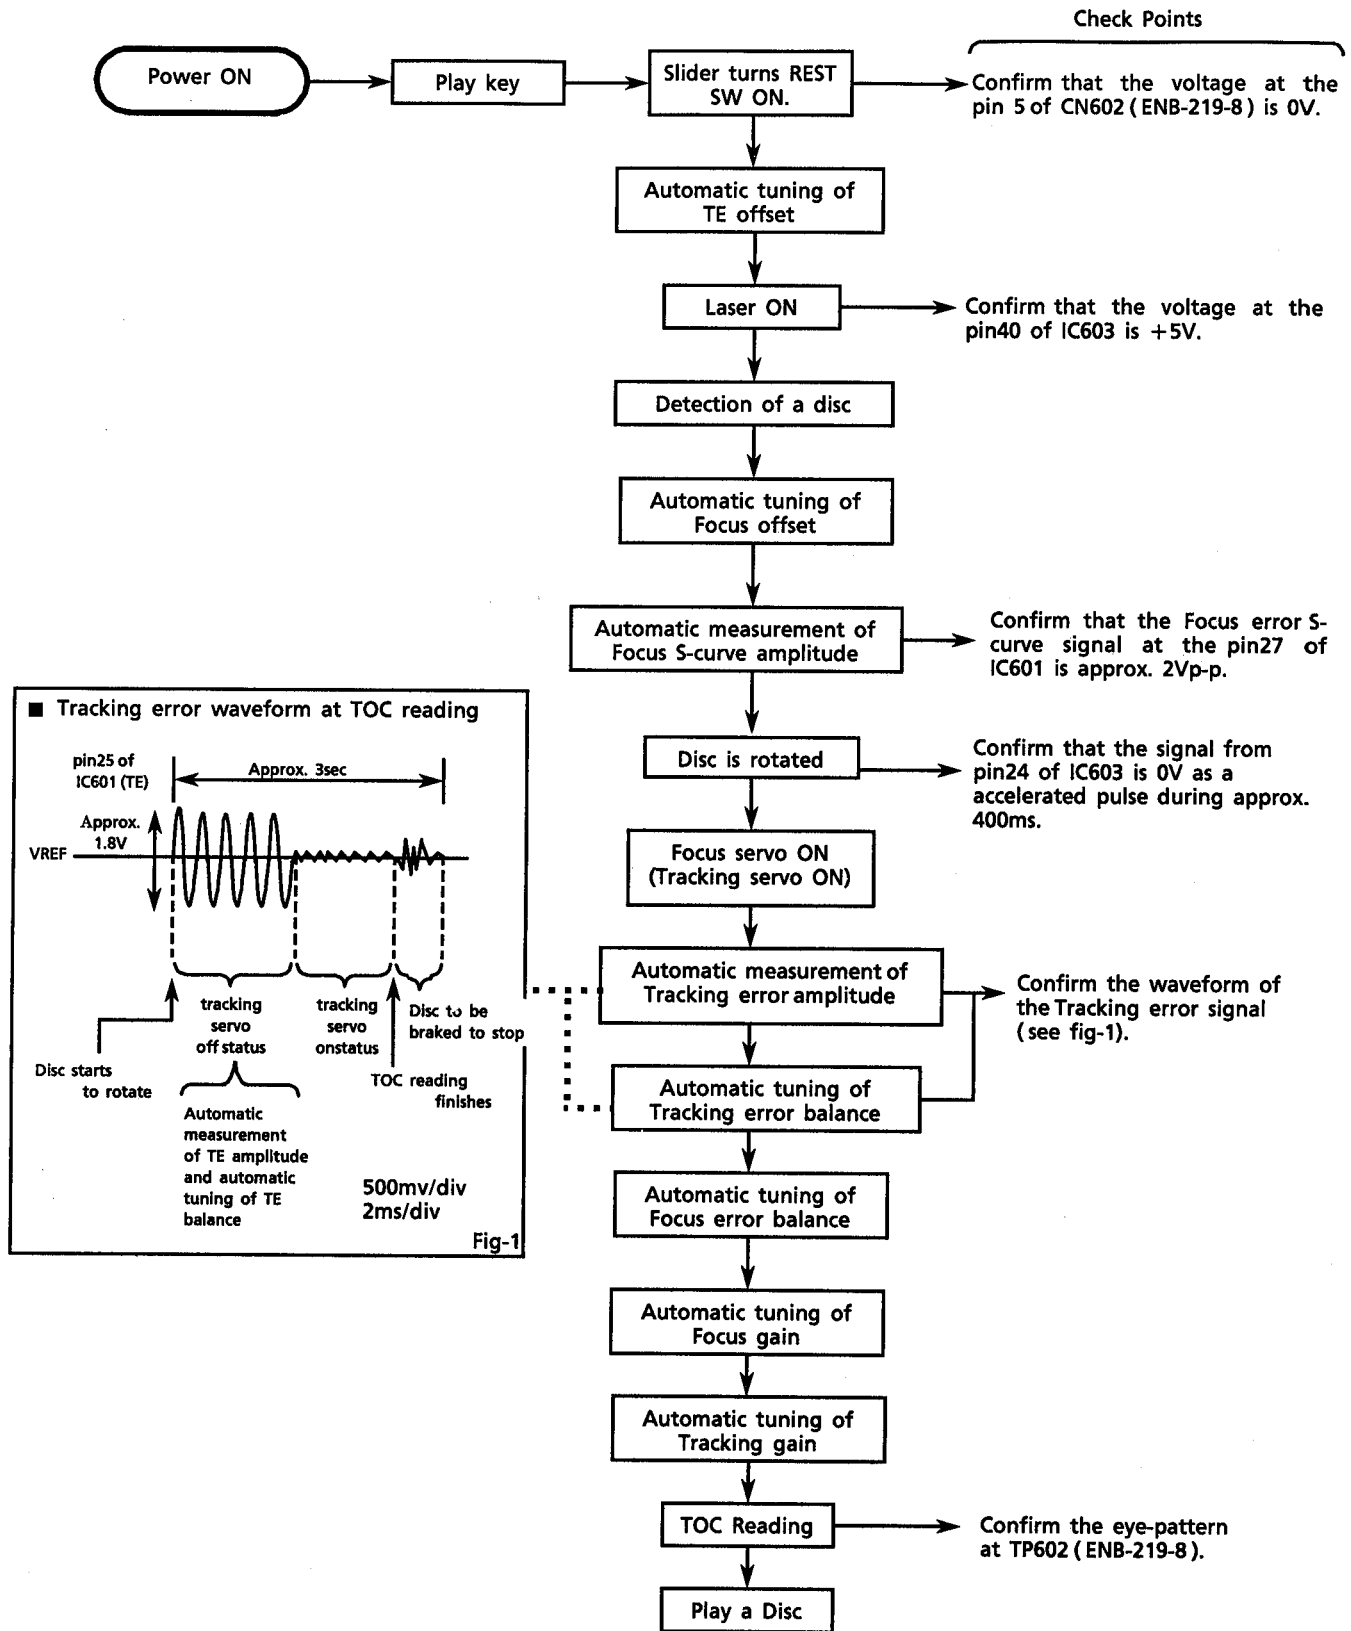 Check Points
Power ON
Play key
Slider turns REST
SW ON.
Confirm that the voltage at the
pin 5 of CN602 (ENB-219-8) is 0V.
Automatic tuning of
TE offset
Laser ON
Confirm that the voltage at the
pin40 of IC603 is +5V.
Detection of a disc
Automatic tuning of
Focus offset
Automatic measurement of
Focus S-curve amplitude
Confirm that the Focus error S-
curve signal at the pin27 of
IC601 is approx. 2Vp-p.
Disc is rotated
Confirm that the signal from
pin24 of IC603 is 0V as a
accelerated pulse during approx.
400ms.
Focus servo ON
(Tracking servo ON)
Automatic measurement of
Tracking error amplitude
Confirm the waveform of
the Tracking error signal
(see fig-1).
Automatic tuning of
Tracking error balance
Automatic tuning of
Focus error balance
Automatic tuning of
Focus gain
Automatic tuning of
Tracking gain
TOC Reading
Confirm the eye-pattern
at TP602 (ENB-219-8).
Play a Disc
■ Tracking error waveform at TOC reading
pin25 of
IC601 (TE)
Approx. 3sec
Approx.
1.8V
VREF
tracking
servo
off status
tracking
servo
onstatus
Disc to be
braked to stop
Disc starts
to rotate
TOC reading
finishes
Automatic
measurement
of TE amplitude
and automatic
tuning of TE
balance
500mv/div
2ms/div
Fig-1